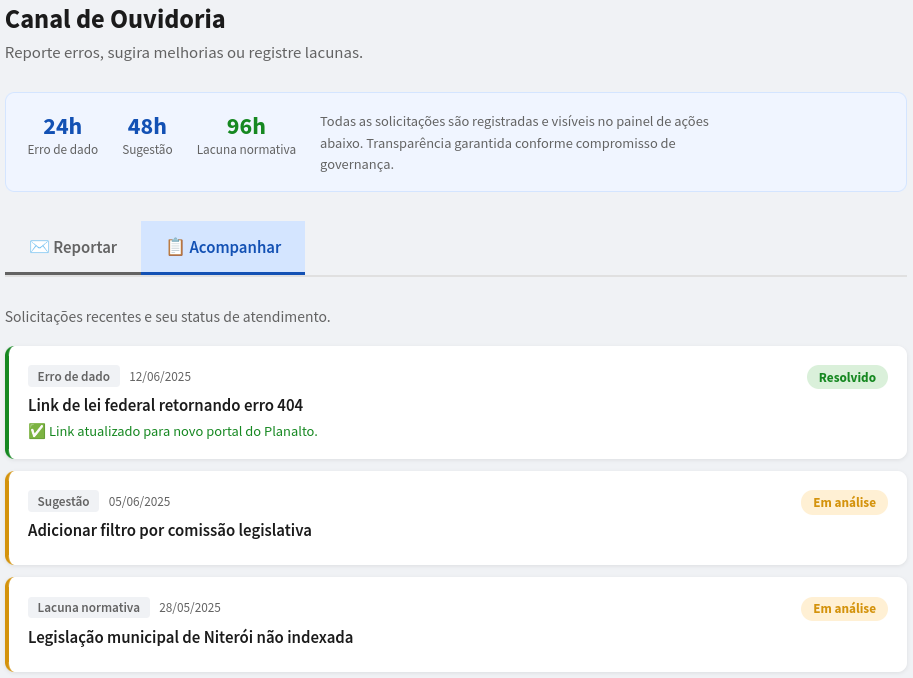 Canal de Ouvidoria
Reporte erros, sugira melhorias ou registre lacunas.
24h
Erro de dado
48h
Sugestão
96h
Lacuna normativa
Todas as solicitações são registradas e visíveis no painel de ações
abaixo. Transparência garantida conforme compromisso de
governança.
✉️ Reportar
📋 Acompanhar
Solicitações recentes e seu status de atendimento.
Erro de dado 12/06/2025
Resolvido
Link de lei federal retornando erro 404
✅ Link atualizado para novo portal do Planalto.
Sugestão 05/06/2025
Em análise
Adicionar filtro por comissão legislativa
Lacuna normativa 28/05/2025
Em análise
Legislação municipal de Niterói não indexada